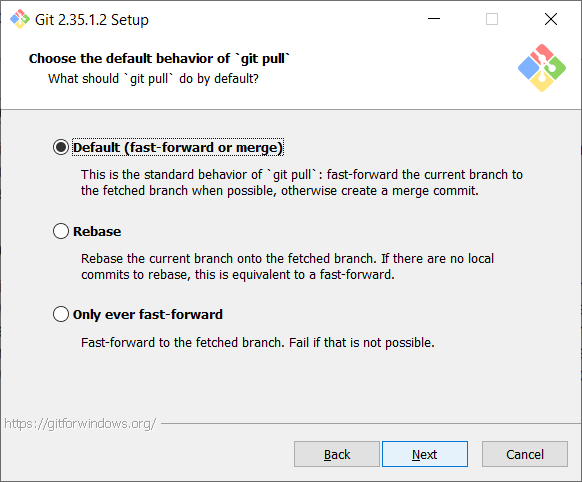 Git 2.35.1.2 Setup
Choose the default behavior of `git pull`
What should `git pull` do by default?
Default (fast-forward or merge)
This is the standard behavior of `git pull`: fast-forward the current branch to
the fetched branch when possible, otherwise create a merge commit.
Rebase
Rebase the current branch onto the fetched branch. If there are no local
commits to rebase, this is equivalent to a fast-forward.
Only ever fast-forward
Fast-forward to the fetched branch. Fail if that is not possible.
https://gitforwindows.org/
Back
Next
Cancel